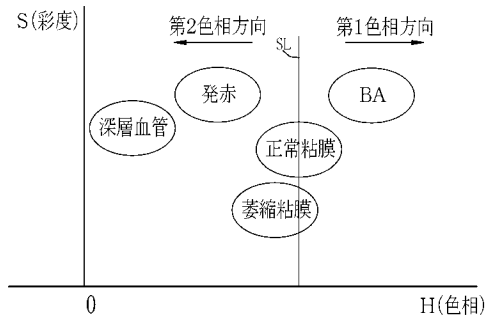 S(彩度)
第2色相方向
第1色相方向
SL
発赤
BA
深層血管
正常粘膜
萎縮粘膜
0
H(色相)